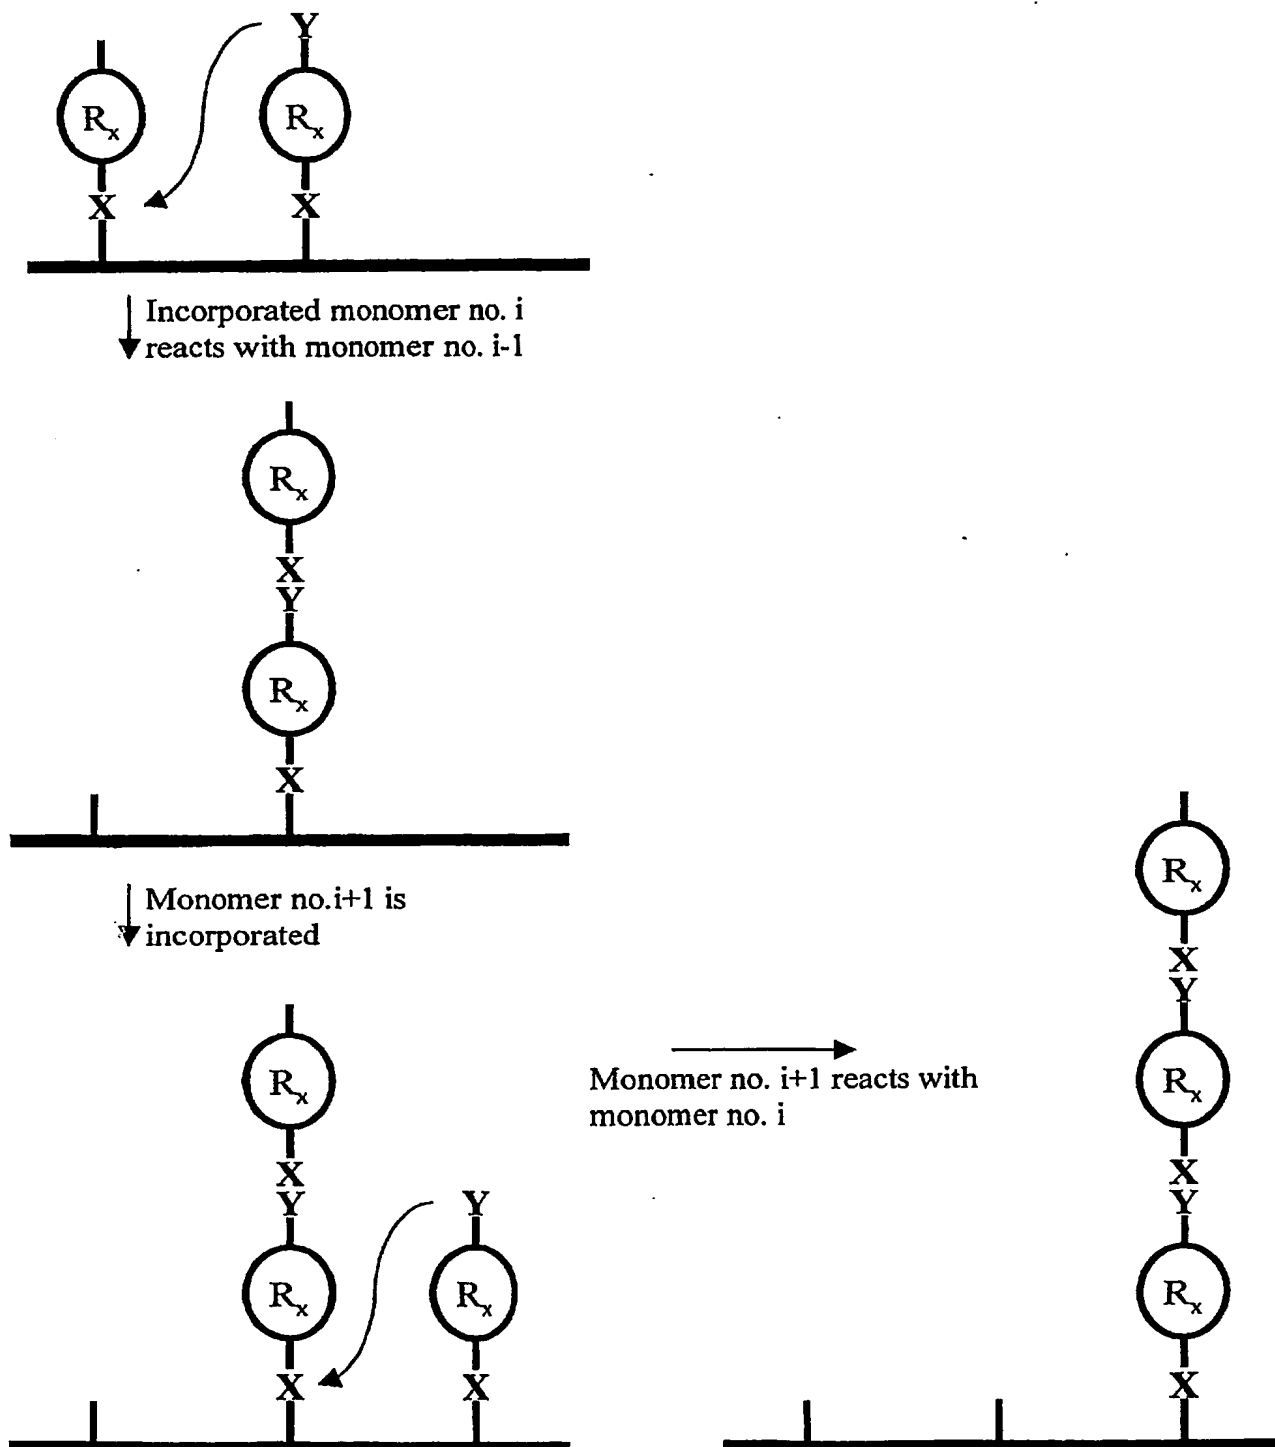 Y
Rx Rx
X X
Incorporated monomer no. i
reacts with monomer no. i-1
Rx
X
Y
Rx
X
Monomer no.i+1 is
incorporated
Rx
X
Y Y
Rx Rx
X X
Monomer no. i+1 reacts with
monomer no. i
Rx
X
Y
Rx
X
Y
Rx
X